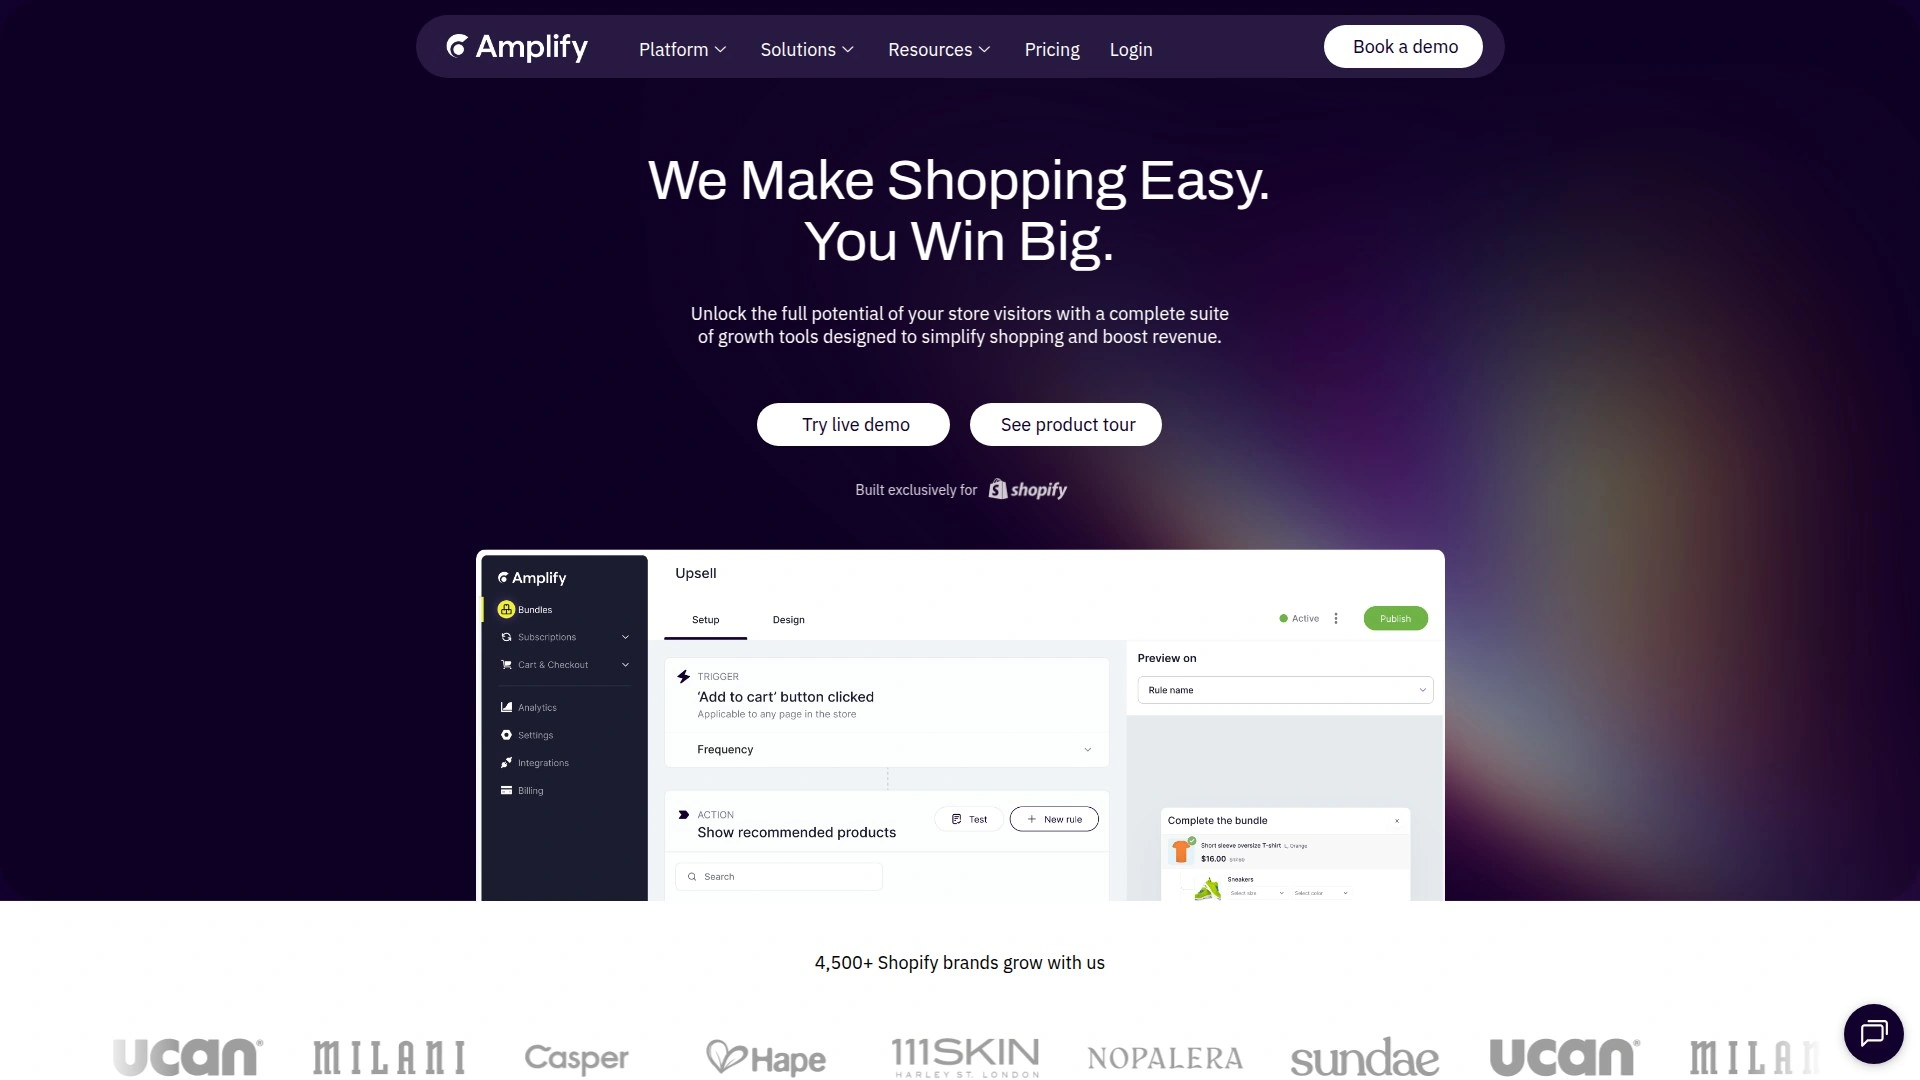 Amplify
Platform
Solutions
Resources
Pricing
Login
Book a demo
We Make Shopping Easy.
You Win Big.
Unlock the full potential of your store visitors with a complete suite
of growth tools designed to simplify shopping and boost revenue.
Try live demo
See product tour
Built exclusively for shopify
Amplify
Bundles
Subscriptions
Cart & Checkout
Analytics
Settings
Integrations
Billing
Upsell
Setup
Design
Active
Publish
TRIGGER
‘Add to cart’ button clicked
Applicable to any page in the store
Frequency
ACTION
Show recommended products
Test
New rule
Search
Preview on
Rule name
Complete the bundle
Short sleeve oversize T-shirt L, Orange
$16.00
Sneakers
Select size
Select color
4,500+ Shopify brands grow with us
ucan®
MILANI
Casper
Hape
111SKIN
HARLEY ST. LONDON
NOPALERA
sundae
ucan®
MILAN